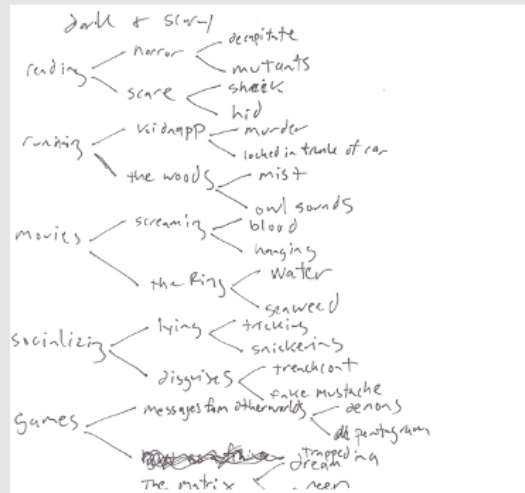 dark & scary
reading
horror
decapitate
mutants
scare
shock
hid
running
kidnapp
murder
locked in trunk of car
the woods
mist
owl sounds
movies
screaming
blood
hanging
the Ring
water
seaweed
socializing
lying
tricking
snickering
disguises
trenchcoat
fake mustache
games
messages from otherworlds
demons
pentagram
trapped in a
dream
The matrix